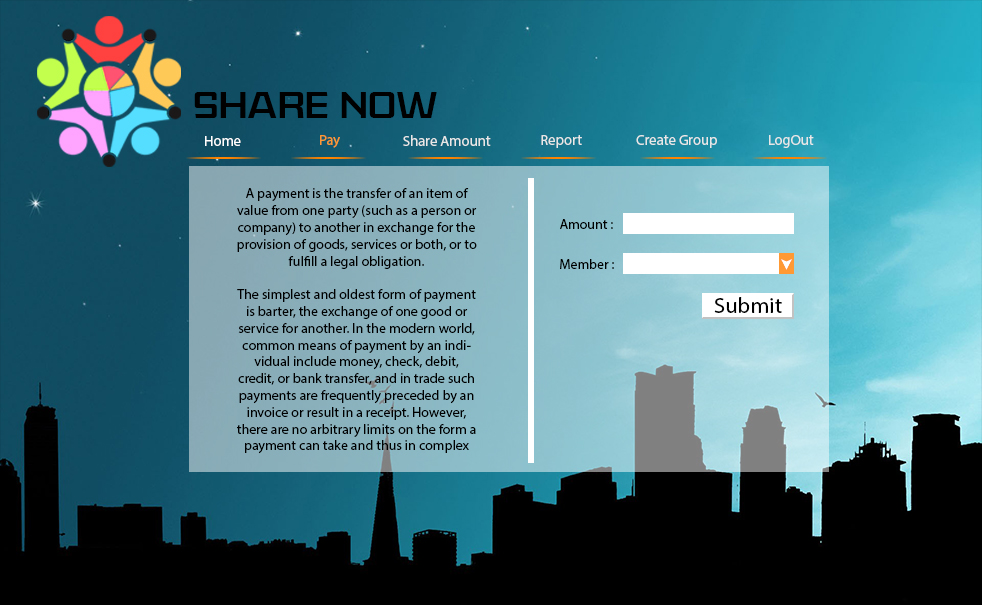 SHARE NOW
Home Pay Share Amount Report Create Group LogOut
A payment is the transfer of an item of
value from one party (such as a person or
company) to another in exchange for the
provision of goods, services or both, or to
fulfill a legal obligation.
The simplest and oldest form of payment
is barter, the exchange of one good or
service for another. In the modern world,
common means of payment by an indi-
vidual include money, check, debit,
credit, or bank transfer, and in trade such
payments are frequently preceded by an
invoice or result in a receipt. However,
there are no arbitrary limits on the form a
payment can take and thus in complex
Amount :
Member :
Submit